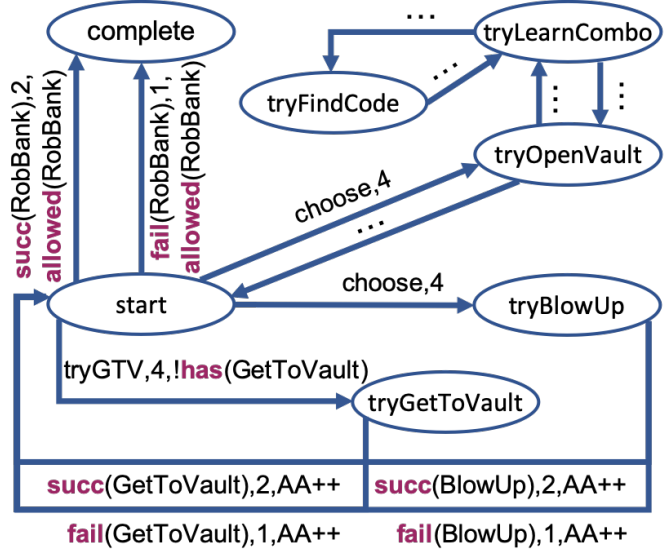 complete
tryLearnCombo
...
...
tryFindCode
...
...
tryOpenVault
succ(RobBank),2,
allowed(RobBank)
fail(RobBank),1,
allowed(RobBank)
choose,4
...
start
choose,4
tryBlowUp
tryGTV,4,!has(GetToVault)
tryGetToVault
succ(GetToVault),2,AA++
succ(BlowUp),2,AA++
fail(GetToVault),1,AA++
fail(BlowUp),1,AA++